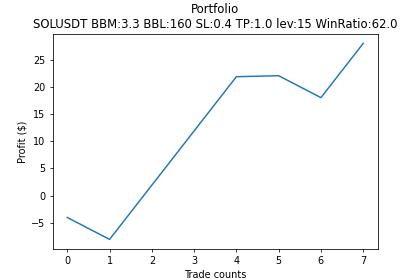 Portfolio
SOLUSDT BBM:3.3 BBL:160 SL:0.4 TP:1.0 lev:15 WinRatio:62.0
25
20
15
10
5
0
−5
Profit ($)
0 1 2 3 4 5 6 7
Trade counts